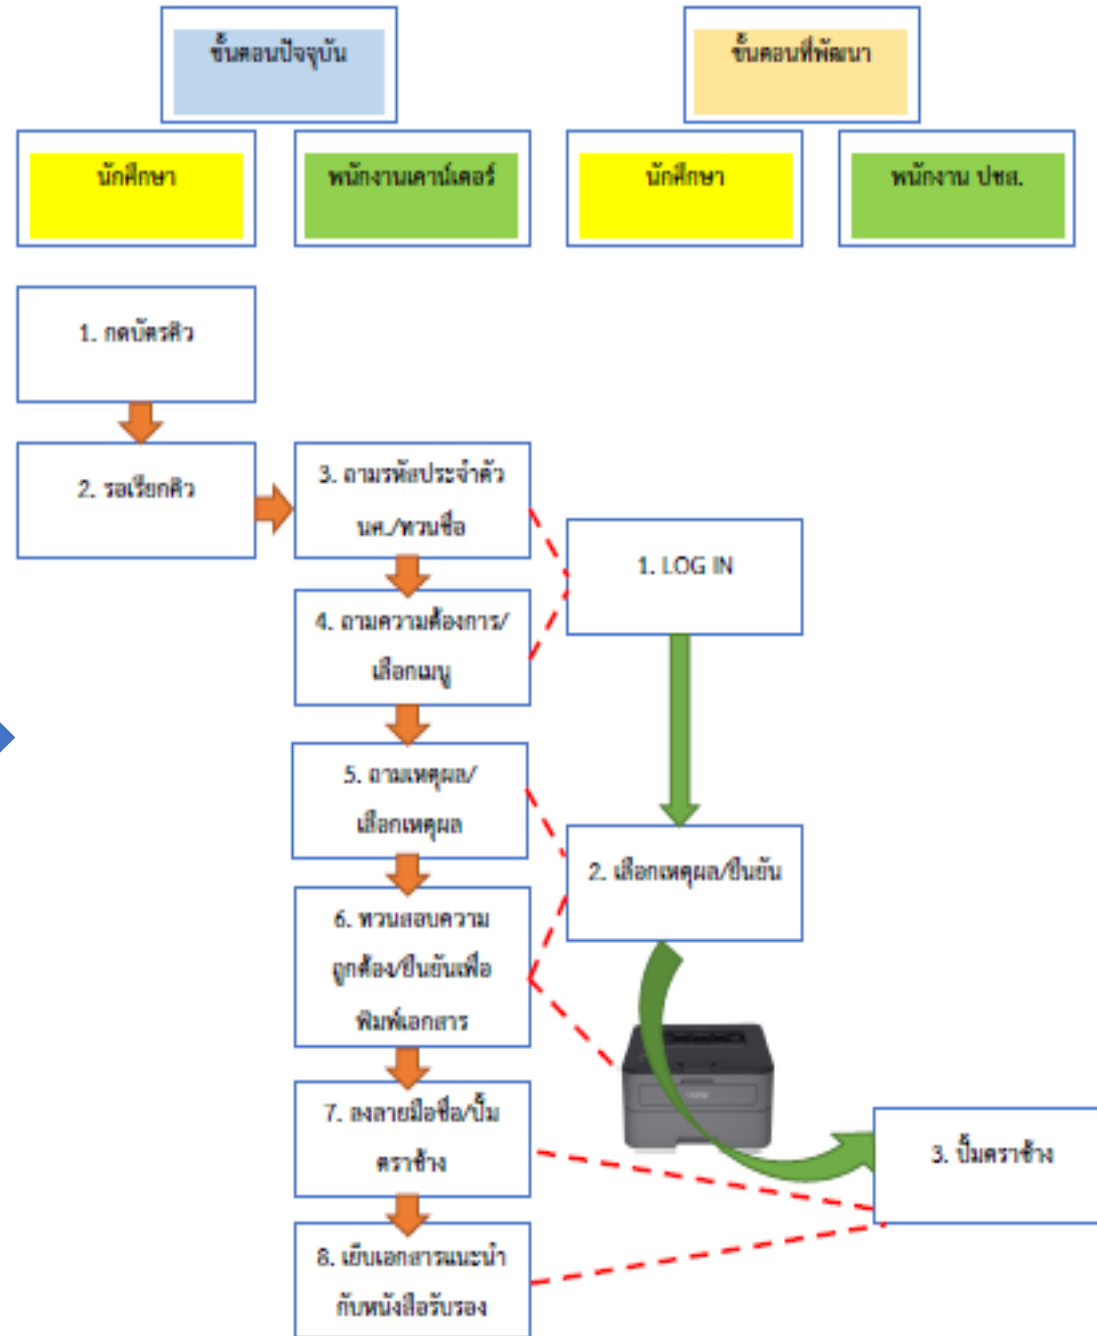 ขั้นตอนปัจจุบัน
ขั้นตอนที่พัฒนา
นักศึกษา
พนักงานเคาน์เตอร์
นักศึกษา
พนักงาน ปชส.
1. กดบัตรคิว
2. รอเรียกคิว
3. ถามรหัสประจำตัว
นศ./ทวนชื่อ
1. LOG IN
4. ถามความต้องการ/
เลือกเมนู
5. ถามเหตุผล/
เลือกเหตุผล
2. เลือกเหตุผล/ยืนยัน
6. ทวนสอบความ
ถูกต้อง/ยืนยันเพื่อ
พิมพ์เอกสาร
7. ลงลายมือชื่อ/ปั๊ม
ตราช้าง
3. ปั๊มตราช้าง
8. เย็บเอกสารแนะนำ
กับหนังสือรับรอง